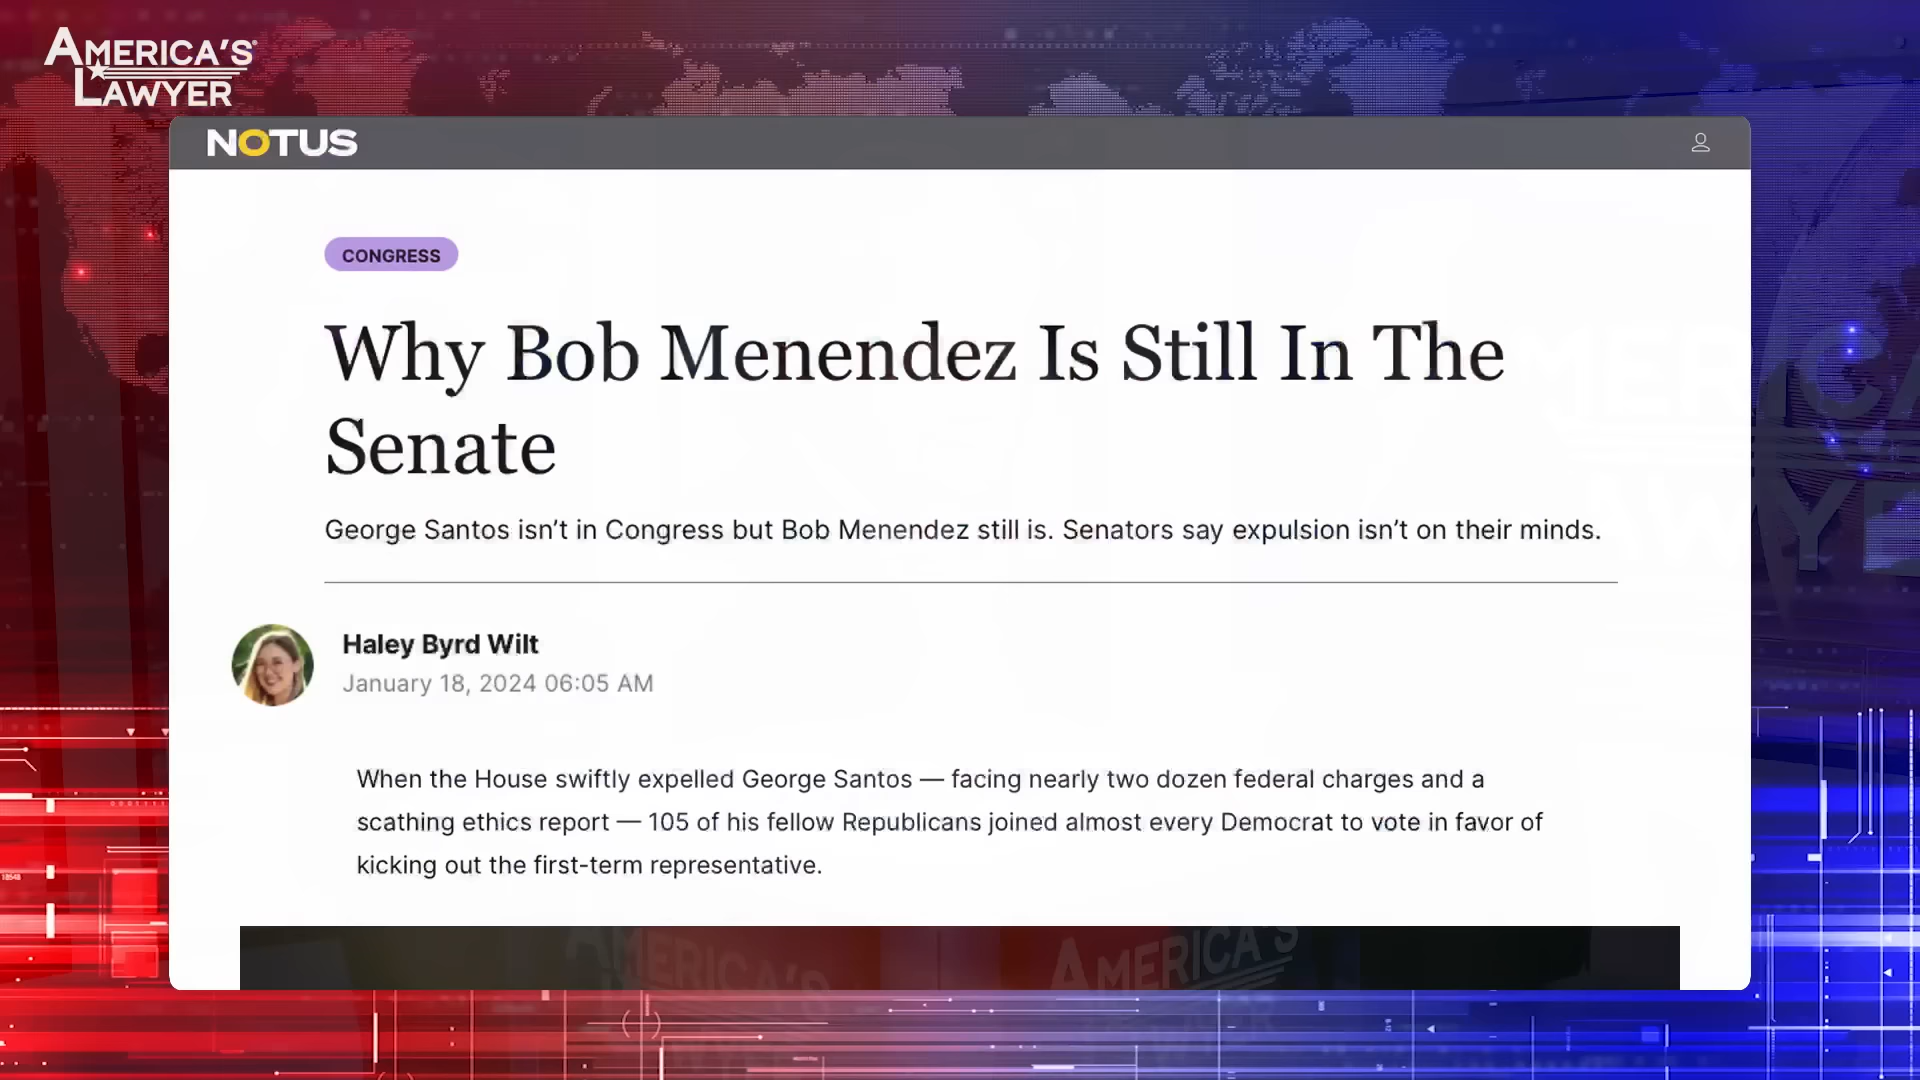 AMERICA'S
LAWYER
NOTUS
CONGRESS
Why Bob Menendez Is Still In The
Senate
George Santos isn’t in Congress but Bob Menendez still is. Senators say expulsion isn’t on their minds.
Haley Byrd Wilt
January 18, 2024 06:05 AM
When the House swiftly expelled George Santos — facing nearly two dozen federal charges and a
scathing ethics report — 105 of his fellow Republicans joined almost every Democrat to vote in favor of
kicking out the first-term representative.
AMERICA'S
AMERICA'S